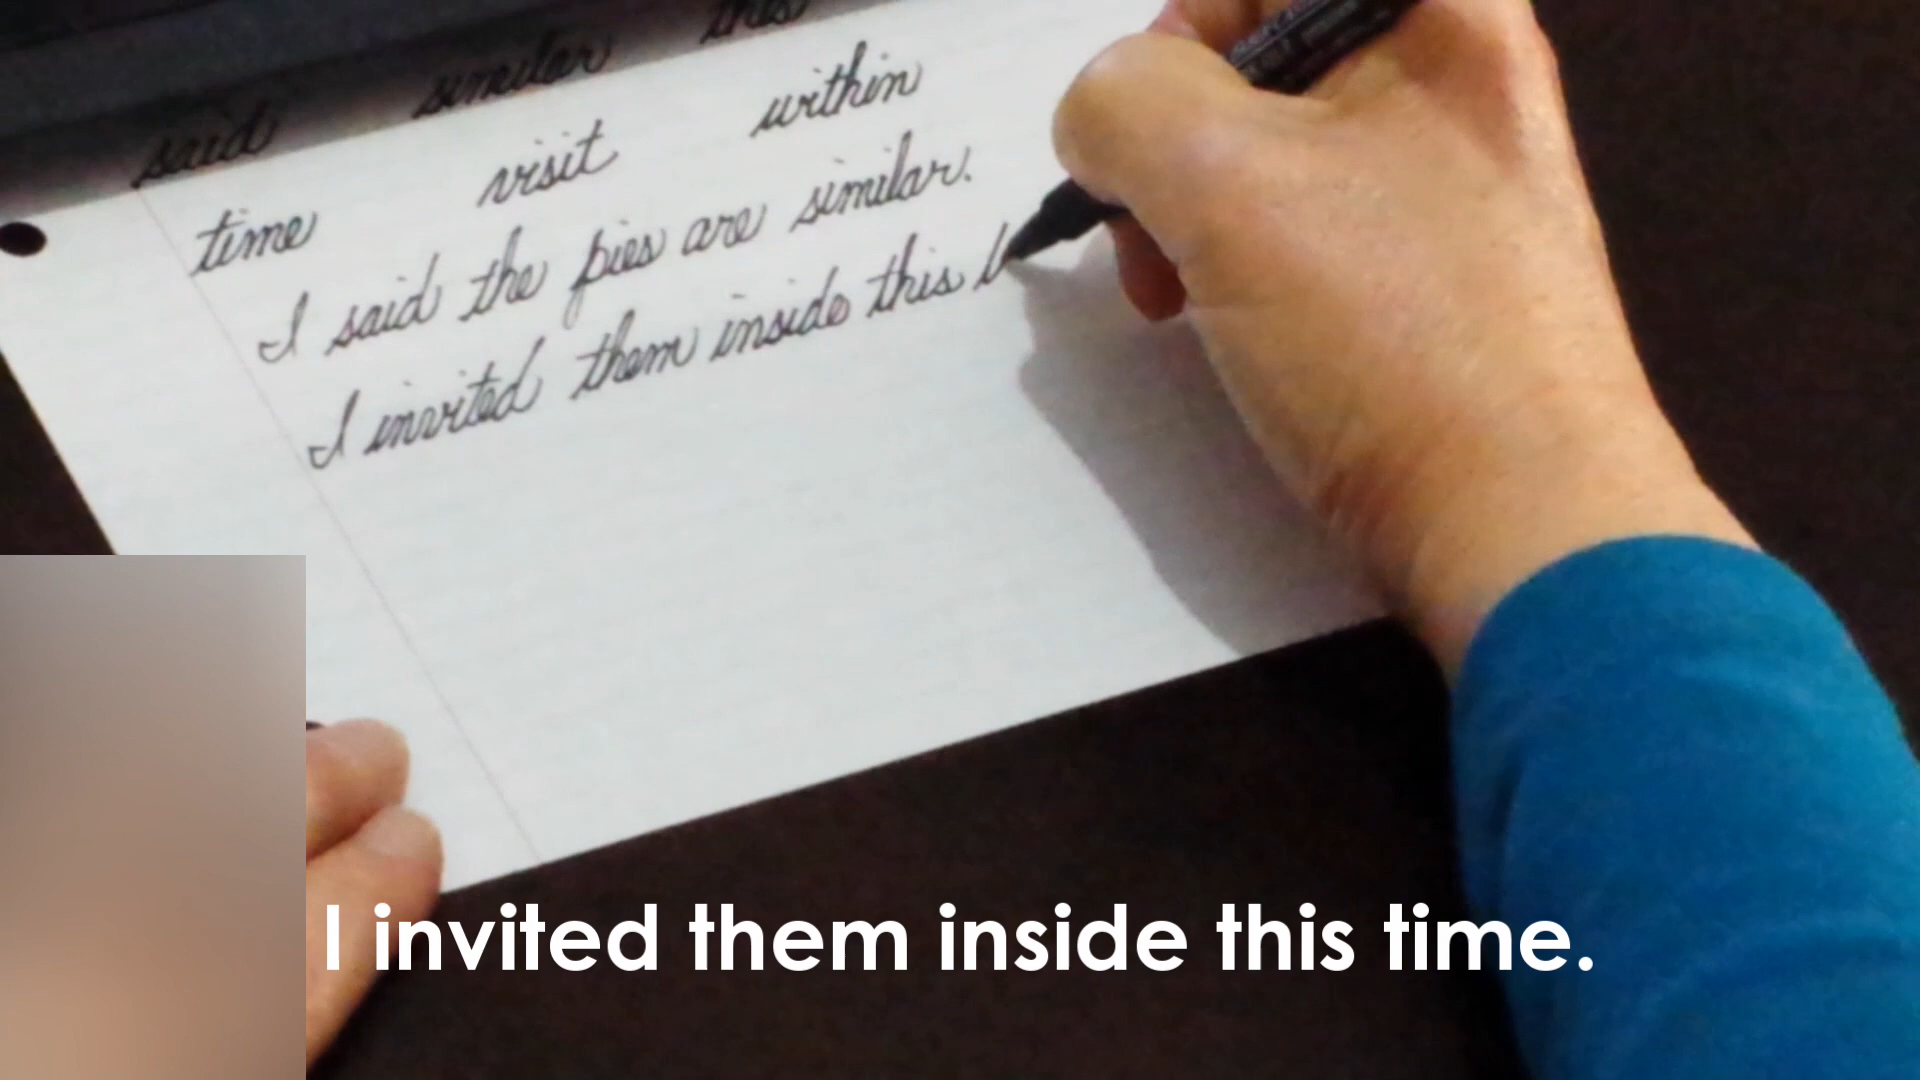 said similar this
time visit within
I said the pies are similar.
I invited them inside this
I invited them inside this time.